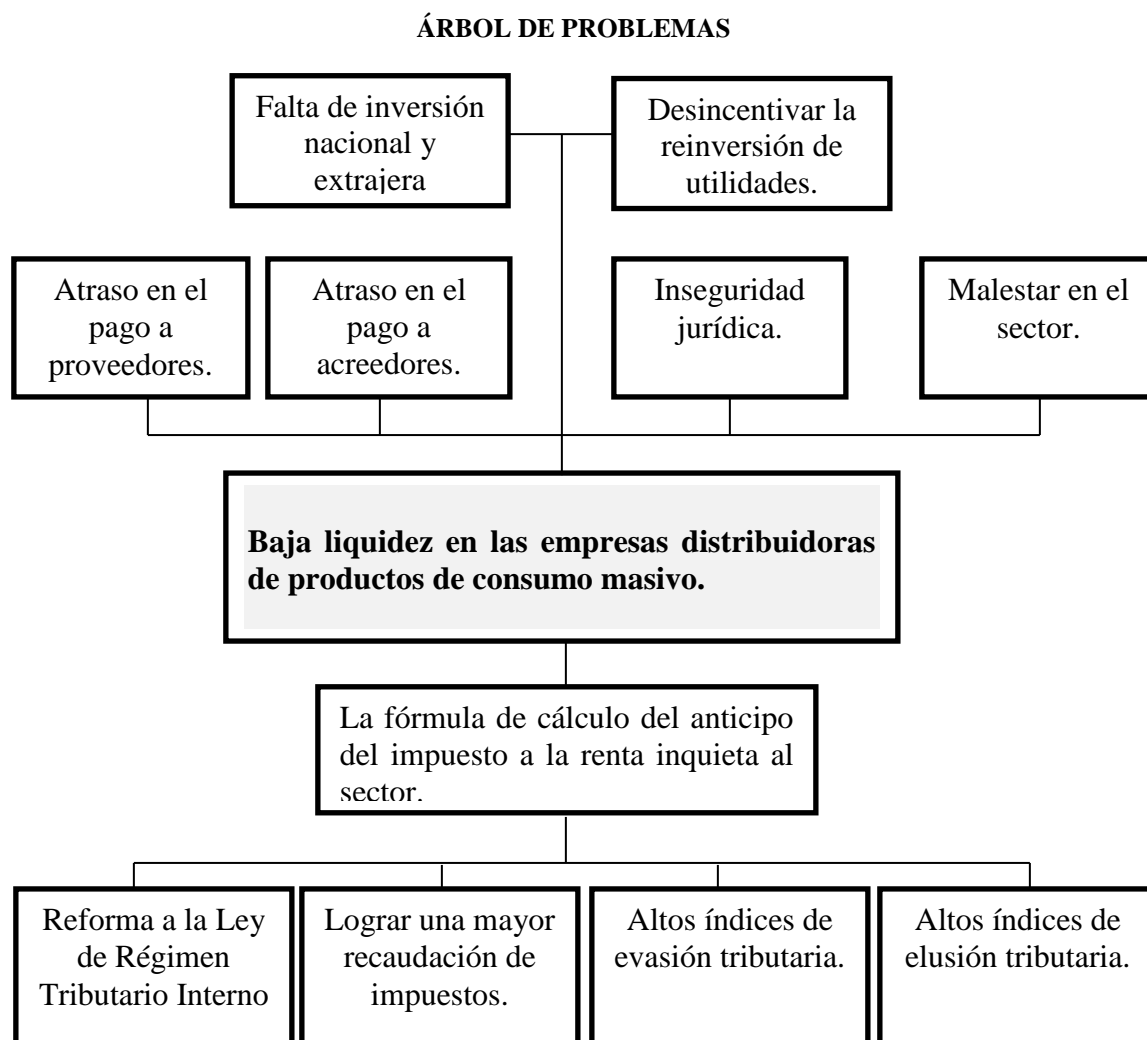 ÁRBOL DE PROBLEMAS
Falta de inversión
nacional y
extrajera
Desincentivar la
reinversión de
utilidades.
Atraso en el
pago a
proveedores.
Atraso en el
pago a
acreedores.
Inseguridad
jurídica.
Malestar en el
sector.
Baja liquidez en las empresas distribuidoras
de productos de consumo masivo.
La fórmula de cálculo del anticipo
del impuesto a la renta inquieta al
sector.
Reforma a la Ley
de Régimen
Tributario Interno
Lograr una mayor
recaudación de
impuestos.
Altos índices de
evasión tributaria.
Altos índices de
elusión tributaria.